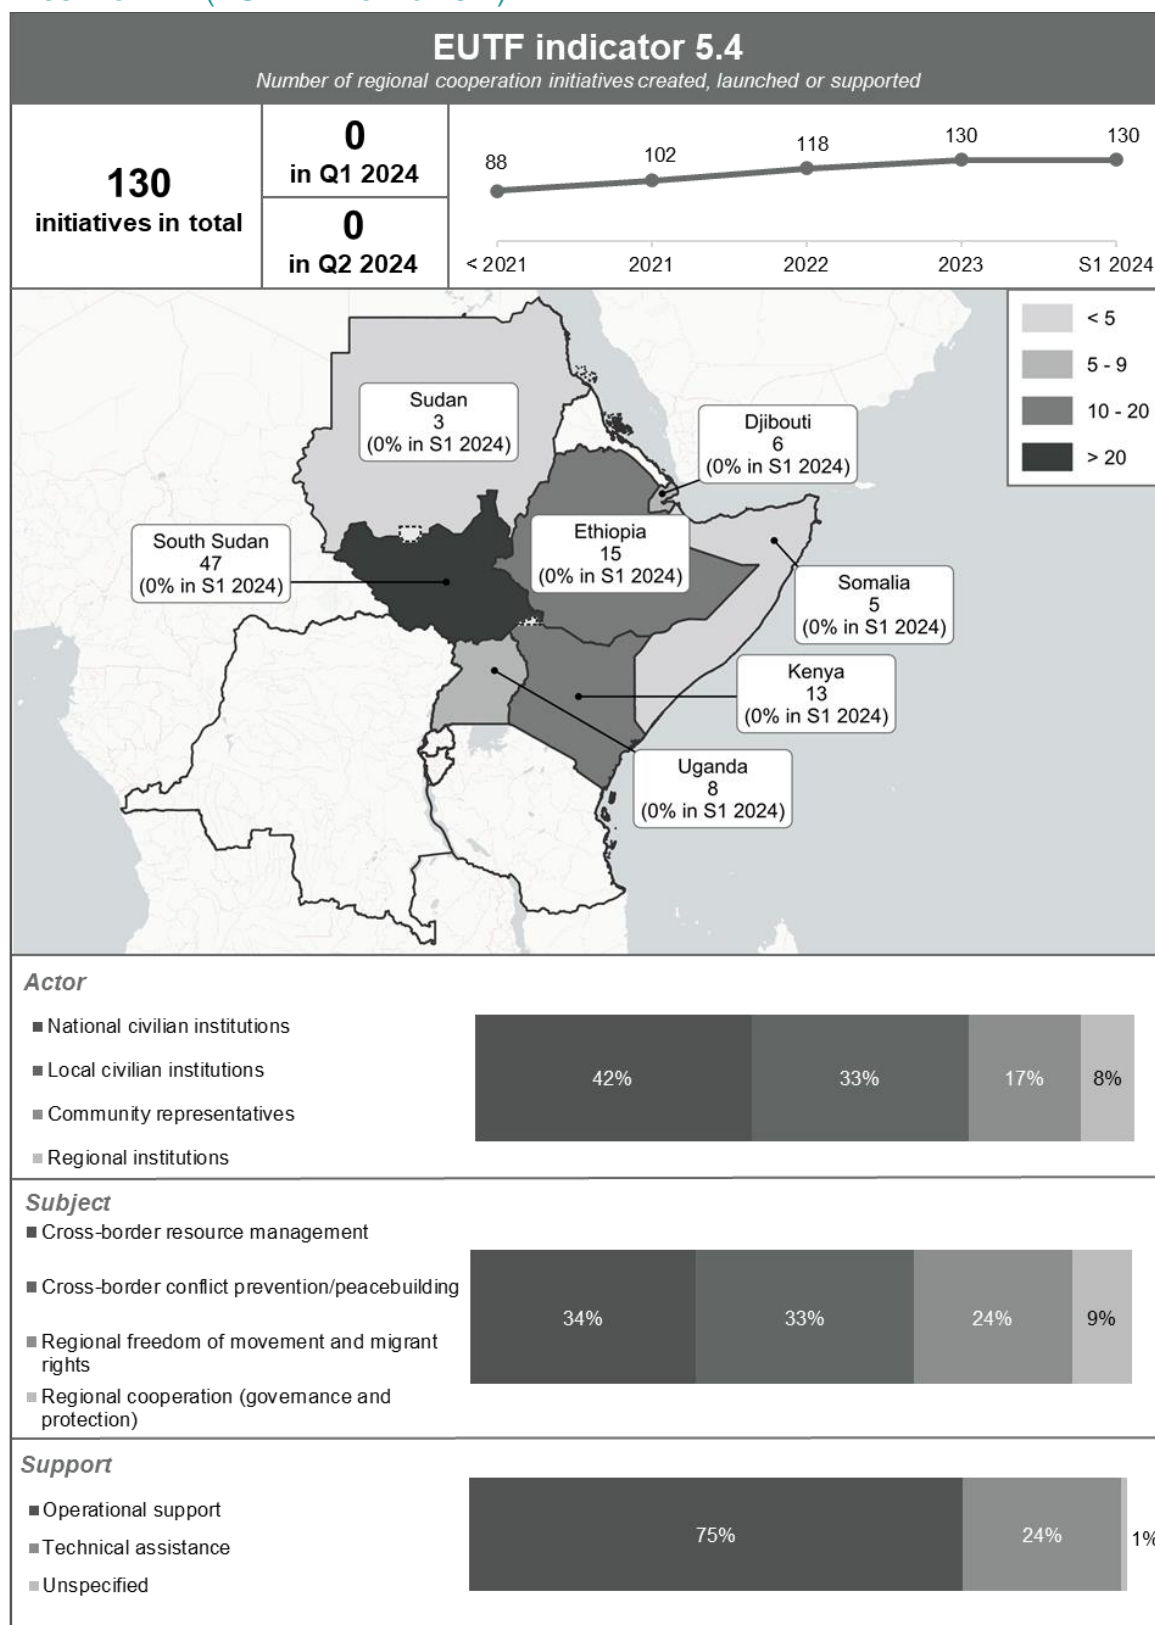 EUTF indicator 5.4
Number of regional cooperation initiatives created, launched or supported
130
initiatives in total
0
in Q1 2024
0
in Q2 2024
88
102
118
130
130
< 2021
2021
2022
2023
S1 2024
< 5
5 - 9
10 - 20
> 20
Sudan
3
(0% in S1 2024)
Djibouti
6
(0% in S1 2024)
South Sudan
47
(0% in S1 2024)
Ethiopia
15
(0% in S1 2024)
Somalia
5
(0% in S1 2024)
Kenya
13
(0% in S1 2024)
Uganda
8
(0% in S1 2024)
Actor
National civilian institutions
Local civilian institutions
Community representatives
Regional institutions
42%
33%
17%
8%
Subject
Cross-border resource management
Cross-border conflict prevention/peacebuilding
Regional freedom of movement and migrant
rights
Regional cooperation (governance and
protection)
34%
33%
24%
9%
Support
Operational support
Technical assistance
Unspecified
75%
24%
1%